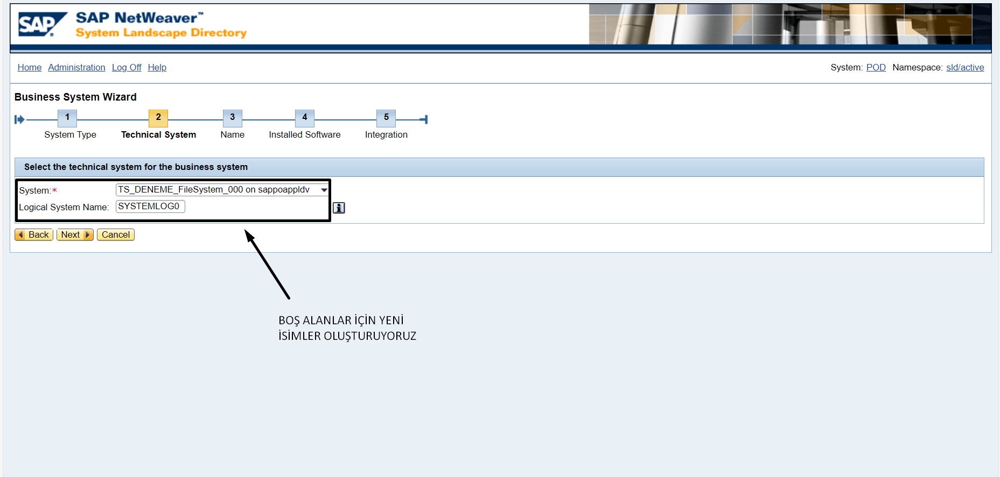 SAP
SAP NetWeaver™
System Landscape Directory
Home Administration Log Off Help
System: POD Namespace: sld/active
Business System Wizard
1 2 3 4 5
System Type Technical System Name Installed Software Integration
Select the technical system for the business system
System:* TS_DENEME_FileSystem_000 on sappoappldv
Logical System Name: SYSTEMLOG0
Back Next Cancel
BOŞ ALANLAR İÇİN YENİ
İSİMLER OLUŞTURUYORUZ